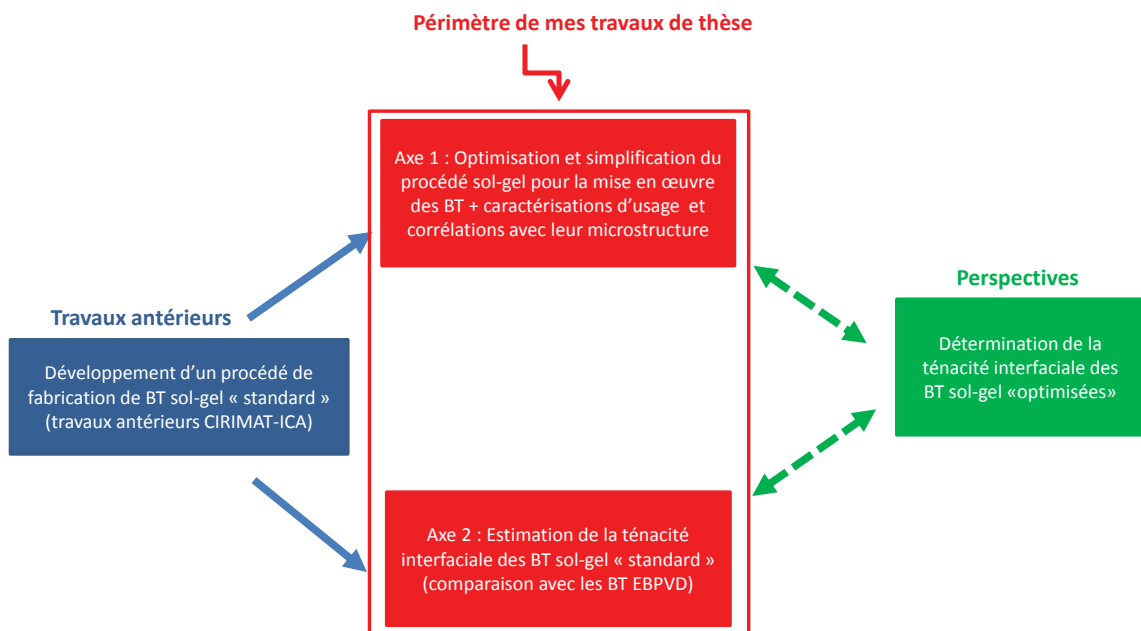 Périmètre de mes travaux de thèse
Axe 1 : Optimisation et simplification du
procédé sol-gel pour la mise en œuvre
des BT + caractérisations d’usage et
corrélations avec leur microstructure
Travaux antérieurs
Développement d’un procédé de
fabrication de BT sol-gel « standard »
(travaux antérieurs CIRIMAT-ICA)
Perspectives
Détermination de la
ténacité interfaciale des
BT sol-gel «optimisées»
Axe 2 : Estimation de la ténacité
interfaciale des BT sol-gel « standard »
(comparaison avec les BT EBPVD)